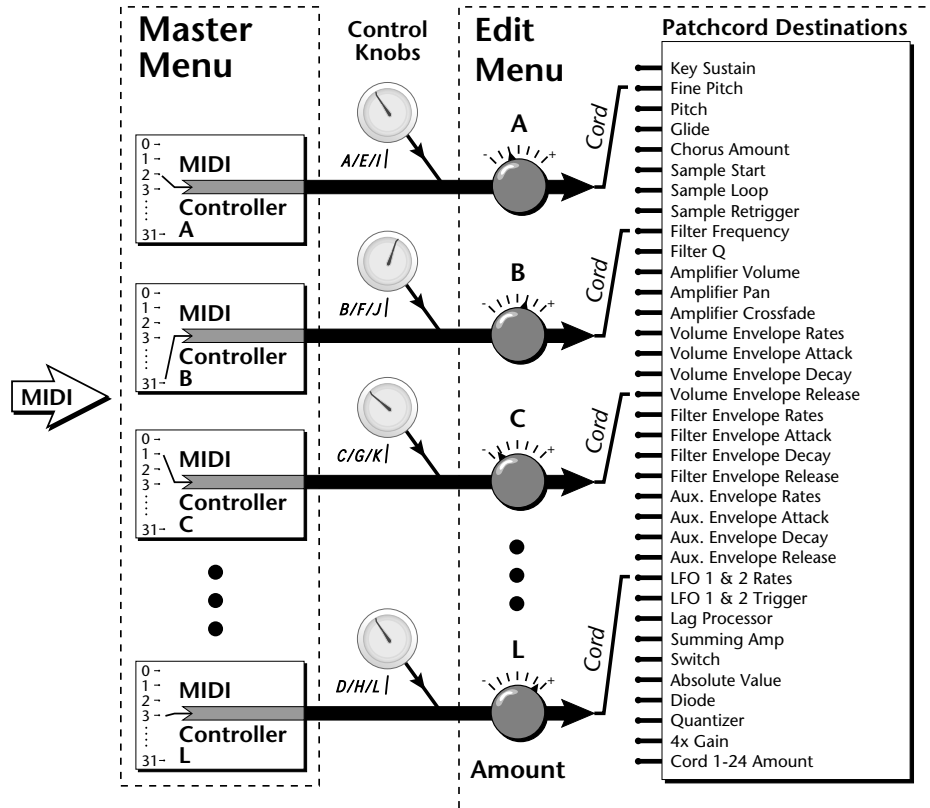 Master
Menu
Control
Knobs
Edit
Menu
Patchcord Destinations
MIDI
0
1
2
3
31
MIDI
Controller
A
A/E/I
A
- +
Cord
0
1
2
3
31
MIDI
Controller
B
B/F/J
B
- +
Cord
0
1
2
3
31
MIDI
Controller
C
C/G/K
C
- +
Cord
0
1
2
3
31
MIDI
Controller
L
D/H/L
L
- +
Cord
Amount
Key Sustain
Fine Pitch
Pitch
Glide
Chorus Amount
Sample Start
Sample Loop
Sample Retrigger
Filter Frequency
Filter Q
Amplifier Volume
Amplifier Pan
Amplifier Crossfade
Volume Envelope Rates
Volume Envelope Attack
Volume Envelope Decay
Volume Envelope Release
Filter Envelope Rates
Filter Envelope Attack
Filter Envelope Decay
Filter Envelope Release
Aux. Envelope Rates
Aux. Envelope Attack
Aux. Envelope Decay
Aux. Envelope Release
LFO 1 & 2 Rates
LFO 1 & 2 Trigger
Lag Processor
Summing Amp
Switch
Absolute Value
Diode
Quantizer
4x Gain
Cord 1-24 Amount